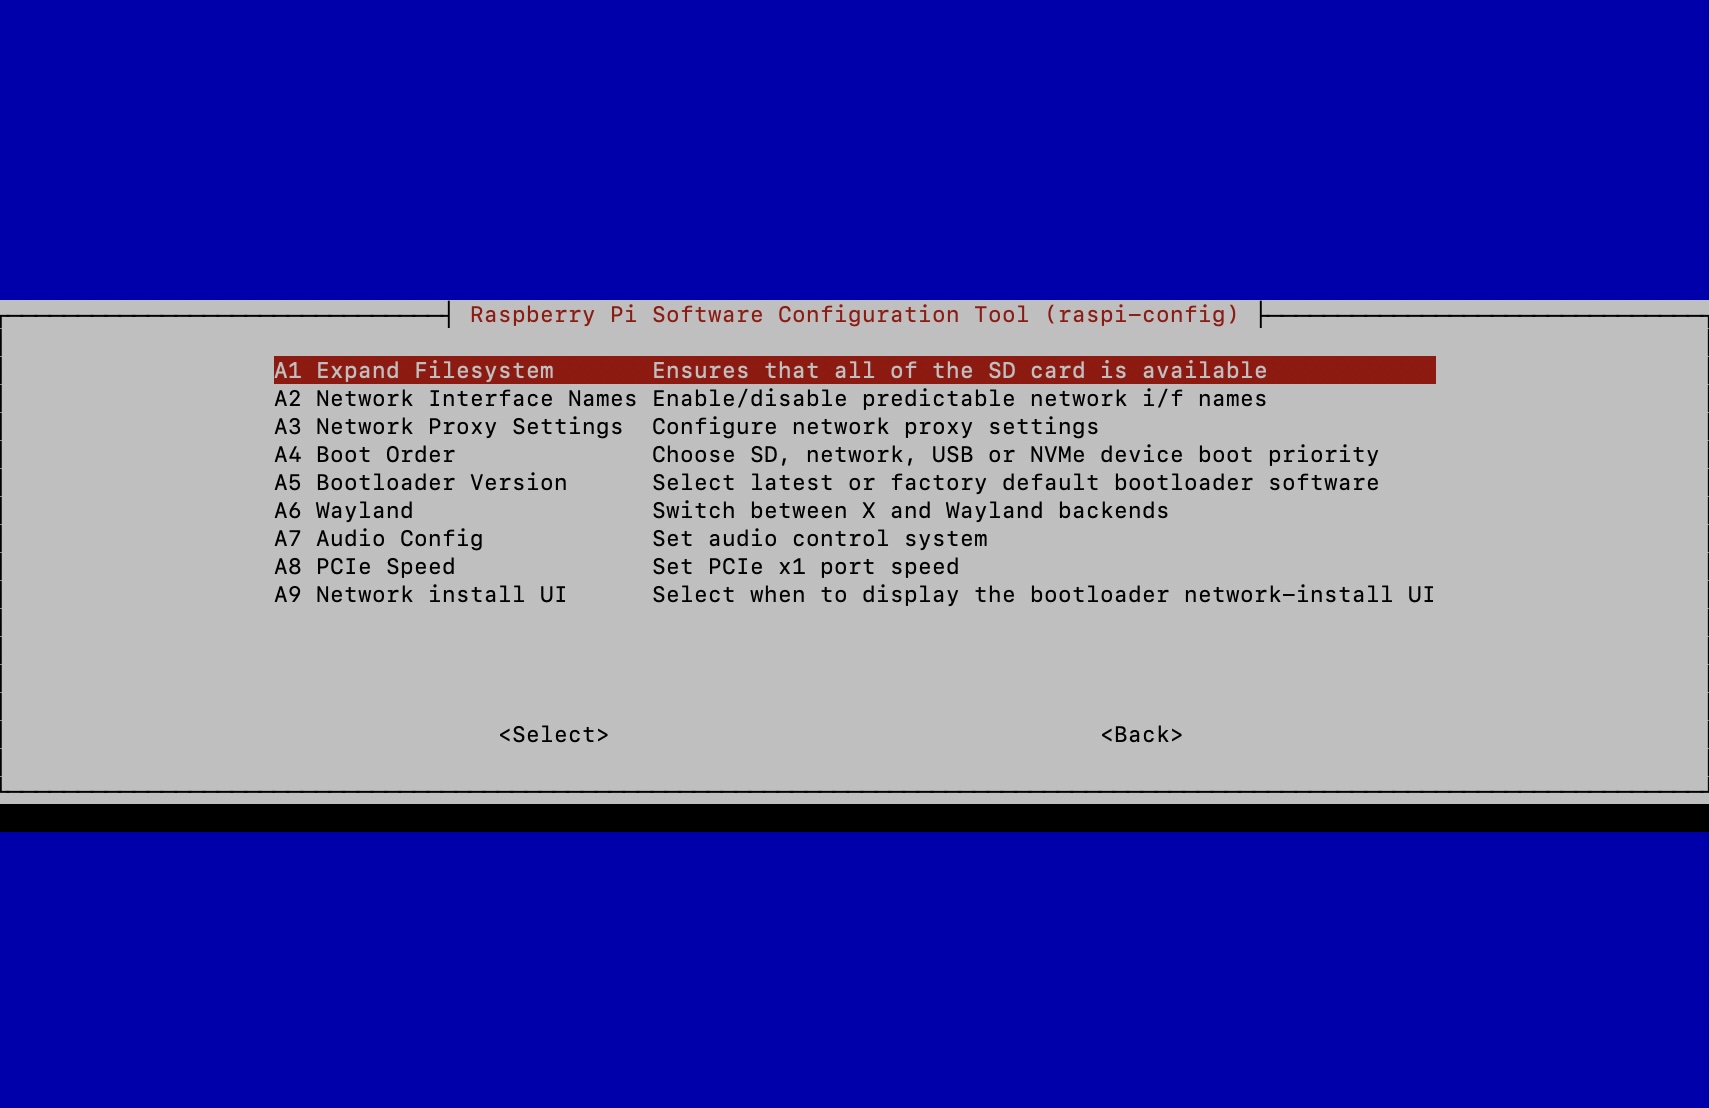 Raspberry Pi Software Configuration Tool (raspi-config)
A1 Expand Filesystem Ensures that all of the SD card is available
A2 Network Interface Names Enable/disable predictable network i/f names
A3 Network Proxy Settings Configure network proxy settings
A4 Boot Order Choose SD, network, USB or NVMe device boot priority
A5 Bootloader Version Select latest or factory default bootloader software
A6 Wayland Switch between X and Wayland backends
A7 Audio Config Set audio control system
A8 PCIe Speed Set PCIe x1 port speed
A9 Network install UI Select when to display the bootloader network-install UI
<Select> <Back>